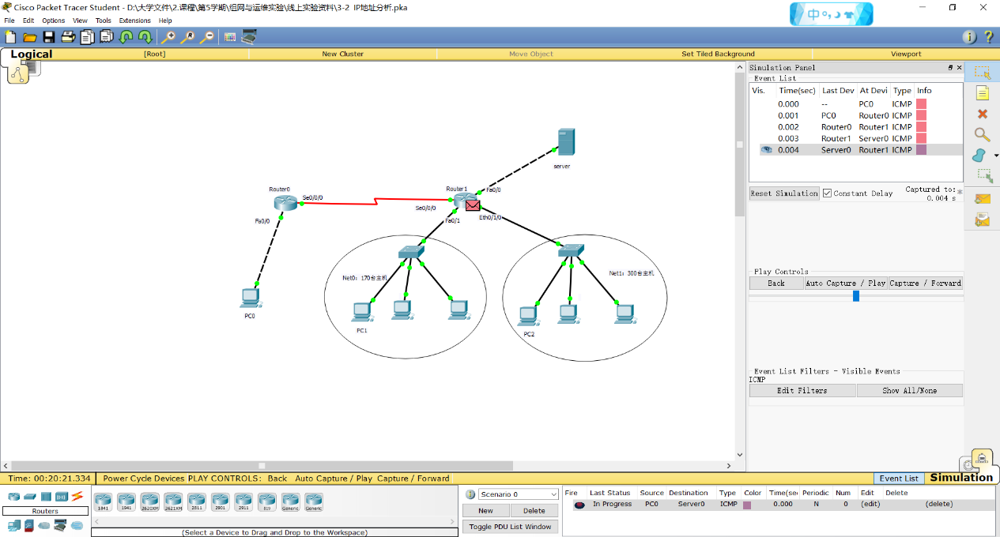 Cisco Packet Tracer Student - D:\大学文件\2.课程\第5学期\组网与运维实验\线上实验资料\3-2 IP地址分析.pka
中
File Edit Options View Tools Extensions Help
Logical [Root] New Cluster Move Object Set Tiled Background Viewport
Simulation Panel
Event List
Vis. Time(sec) Last Dev At Devi Type Info
0.000 -- PC0 ICMP
0.001 PC0 Router0 ICMP
0.002 Router0 Router1 ICMP
0.003 Router1 Server0 ICMP
0.004 Server0 Router1 ICMP
Reset Simulation Constant Delay Captured to:
0.004 s
Play Controls
Back Auto Capture / Play Capture / Forward
Event List Filters - Visible Events
ICMP
Edit Filters Show All/None
server
Router0
Se0/0/0
Fa0/0
Router1
Fa0/0
Se0/0/0
Fa0/1
Eth0/1/0
Net0：170台主机
Net1：300台主机
PC0
PC1
PC2
Time: 00:20:21.334 Power Cycle Devices PLAY CONTROLS: Back Auto Capture / Play Capture / Forward Event List Simulation
Routers
1841 1941 2620XM 2621XM 2811 2901 2911 819 Generic Generic
(Select a Device to Drag and Drop to the Workspace)
Scenario 0
New Delete
Toggle PDU List Window
Fire Last Status Source Destination Type Color Time(sec Periodic Num Edit Delete
In Progress PC0 Server0 ICMP 0.000 N 0 (edit) (delete)